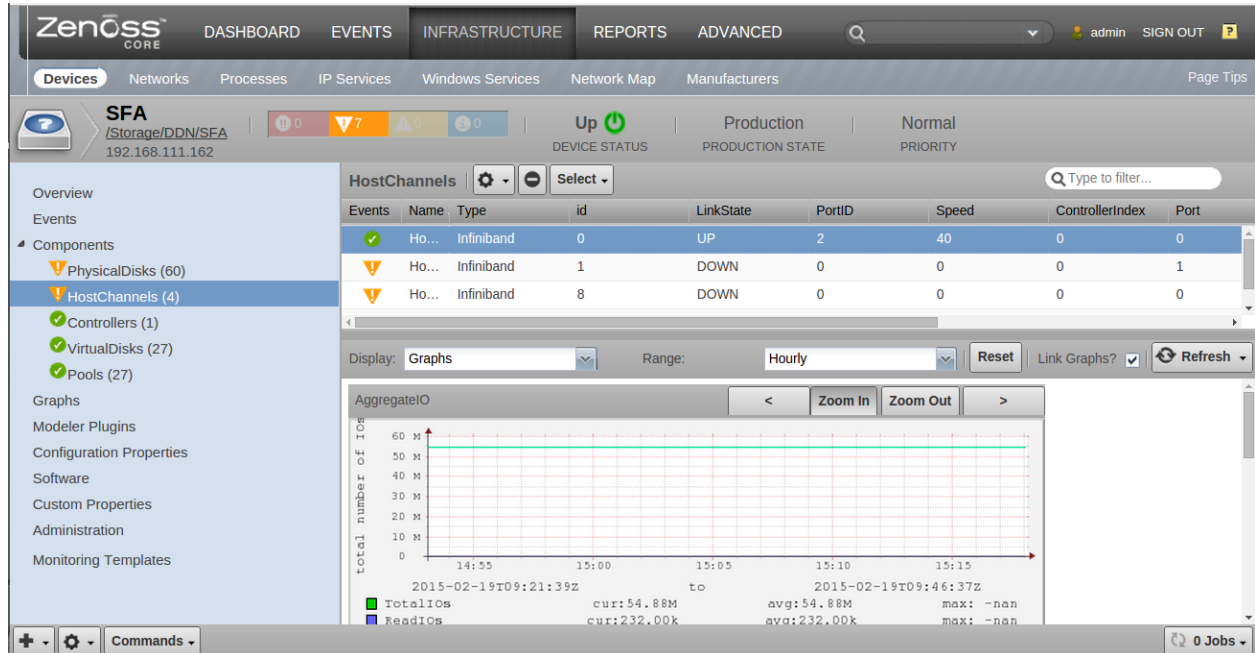 Zenoss™ CORE
DASHBOARD EVENTS INFRASTRUCTURE REPORTS ADVANCED admin SIGN OUT ?
Devices Networks Processes IP Services Windows Services Network Map Manufacturers Page Tips
SFA
/Storage/DDN/SFA
192.168.111.162
0 7 0 0
Up
DEVICE STATUS
Production
PRODUCTION STATE
Normal
PRIORITY
Overview
Events
Components
PhysicalDisks (60)
HostChannels (4)
Controllers (1)
VirtualDisks (27)
Pools (27)
Graphs
Modeler Plugins
Configuration Properties
Software
Custom Properties
Administration
Monitoring Templates
HostChannels Select Type to filter...
Events Name Type id LinkState PortID Speed ControllerIndex Port
Ho... Infiniband 0 UP 2 40 0 0
Ho... Infiniband 1 DOWN 0 0 0 1
Ho... Infiniband 8 DOWN 0 0 0 0
Display: Graphs Range: Hourly Reset Link Graphs? Refresh
AggregateIO < Zoom In Zoom Out >
total number of IOs
60 M
50 M
40 M
30 M
20 M
10 M
0
14:55 15:00 15:05 15:10 15:15
2015-02-19T09:21:39Z to 2015-02-19T09:46:37Z
TotalIOs cur:54.88M avg:54.88M max: -nan
ReadIOs cur:232.00k avg:232.00k max: -nan
Commands 0 Jobs